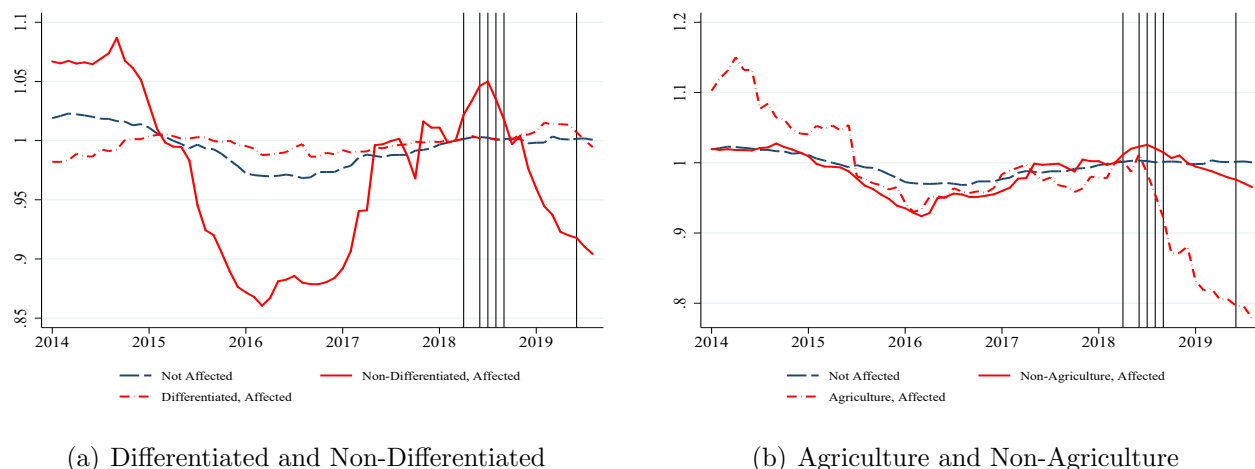 1.1
1.05
1
.95
.9
.85
2014 2015 2016 2017 2018 2019
Not Affected Non-Differentiated, Affected
Differentiated, Affected
(a) Differentiated and Non-Differentiated
1.2
1.1
1
.9
.8
2014 2015 2016 2017 2018 2019
Not Affected Non-Agriculture, Affected
Agriculture, Affected
(b) Agriculture and Non-Agriculture